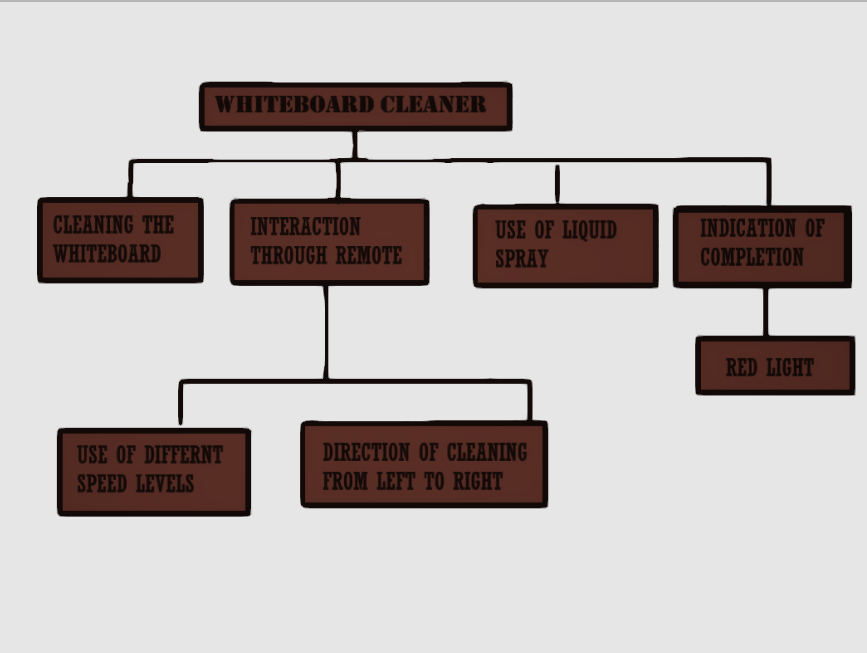 WHITEBOARD CLEANER
CLEANING THE
WHITEBOARD
INTERACTION
THROUGH REMOTE
USE OF LIQUID
SPRAY
INDICATION OF
COMPLETION
RED LIGHT
USE OF DIFFERNT
SPEED LEVELS
DIRECTION OF CLEANING
FROM LEFT TO RIGHT